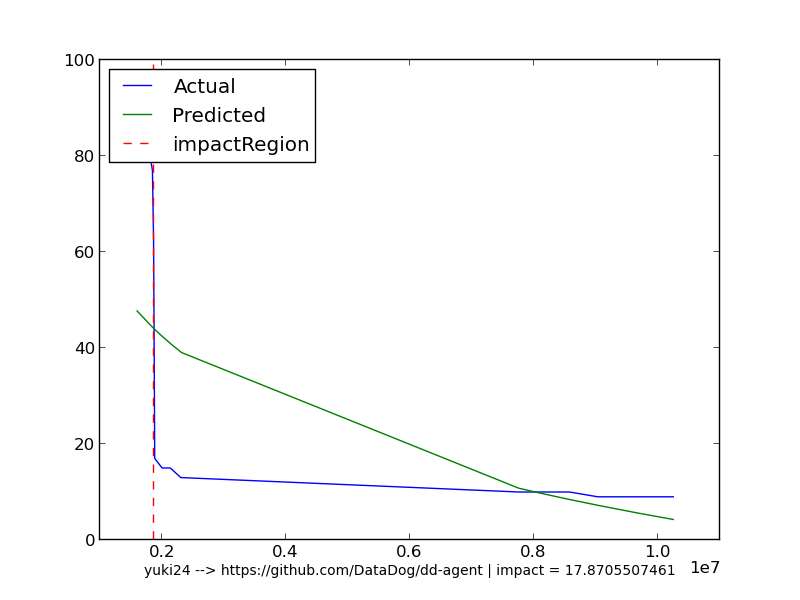 100
80
60
40
20
0
Actual
Predicted
impactRegion
0.2 0.4 0.6 0.8 1.0
1e7
yuki24 --> https://github.com/DataDog/dd-agent | impact = 17.8705507461